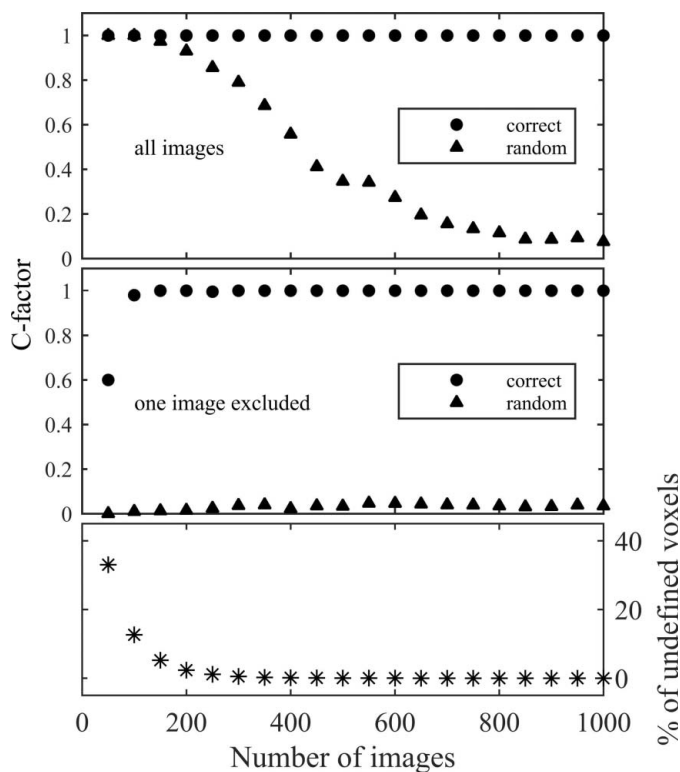 1
0.8
0.6
0.4
0.2
0
all images
correct
random
C-factor
1
0.8
0.6
0.4
0.2
0
one image excluded
correct
random
40
20
0
% of undefined voxels
0 200 400 600 800 1000
Number of images